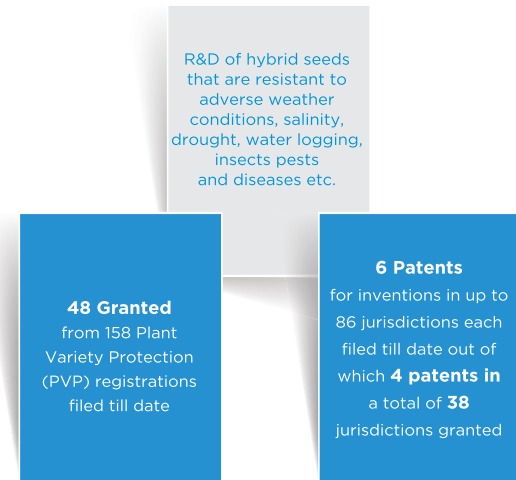 R&D of hybrid seeds
that are resistant to
adverse weather
conditions, salinity,
drought, water logging,
insects pests
and diseases etc.
48 Granted
from 158 Plant
Variety Protection
(PVP) registrations
filed till date
6 Patents
for inventions in up to
86 jurisdictions each
filed till date out of
which 4 patents in
a total of 38
jurisdictions granted